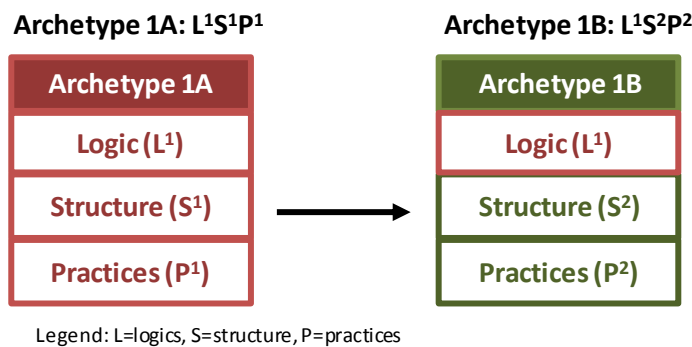 Archetype 1A: L¹S¹P¹
Archetype 1B: L¹S²P²
Archetype 1A
Archetype 1B
Logic (L¹)
Logic (L¹)
Structure (S¹)
Structure (S²)
Practices (P¹)
Practices (P²)
Legend: L=logics, S=structure, P=practices